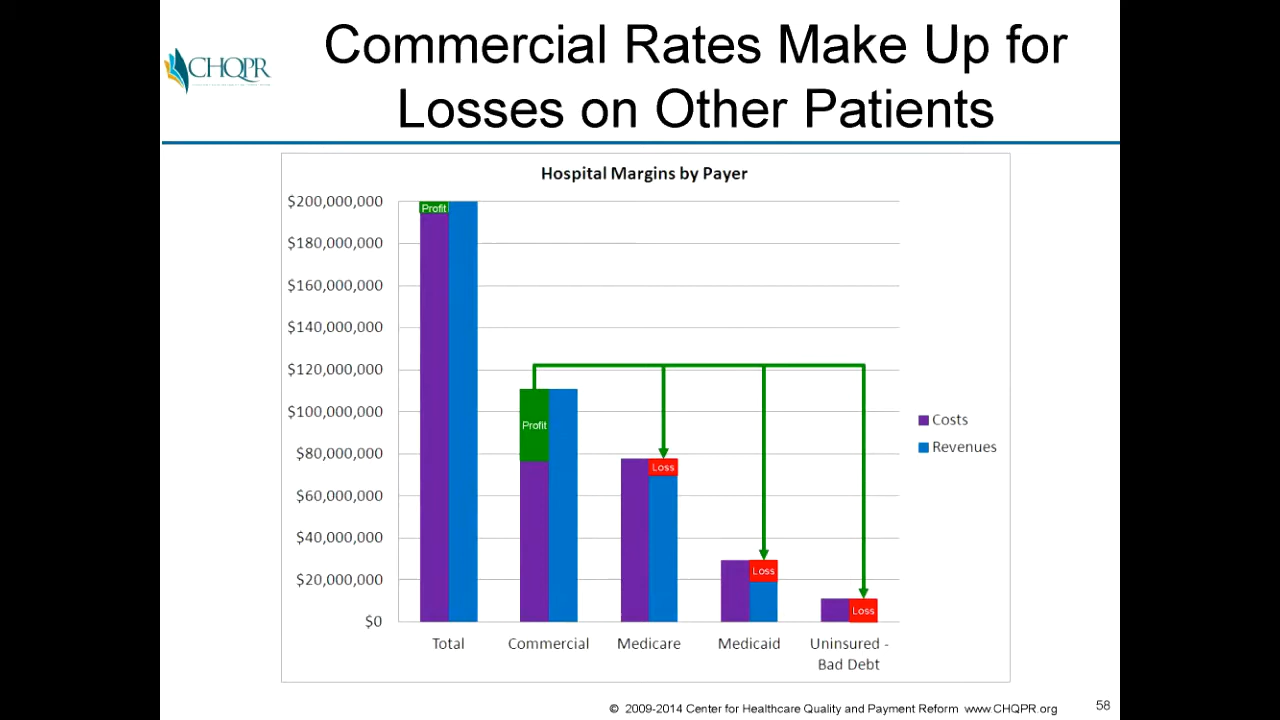 Commercial Rates Make Up for
Losses on Other Patients
CHQPR
Hospital Margins by Payer
$200,000,000
$180,000,000
$160,000,000
$140,000,000
$120,000,000
$100,000,000
$80,000,000
$60,000,000
$40,000,000
$20,000,000
$0
Profit
Profit
Loss
Loss
Loss
Costs
Revenues
Total
Commercial
Medicare
Medicaid
Uninsured -
Bad Debt
© 2009-2014 Center for Healthcare Quality and Payment Reform www.CHQPR.org
58